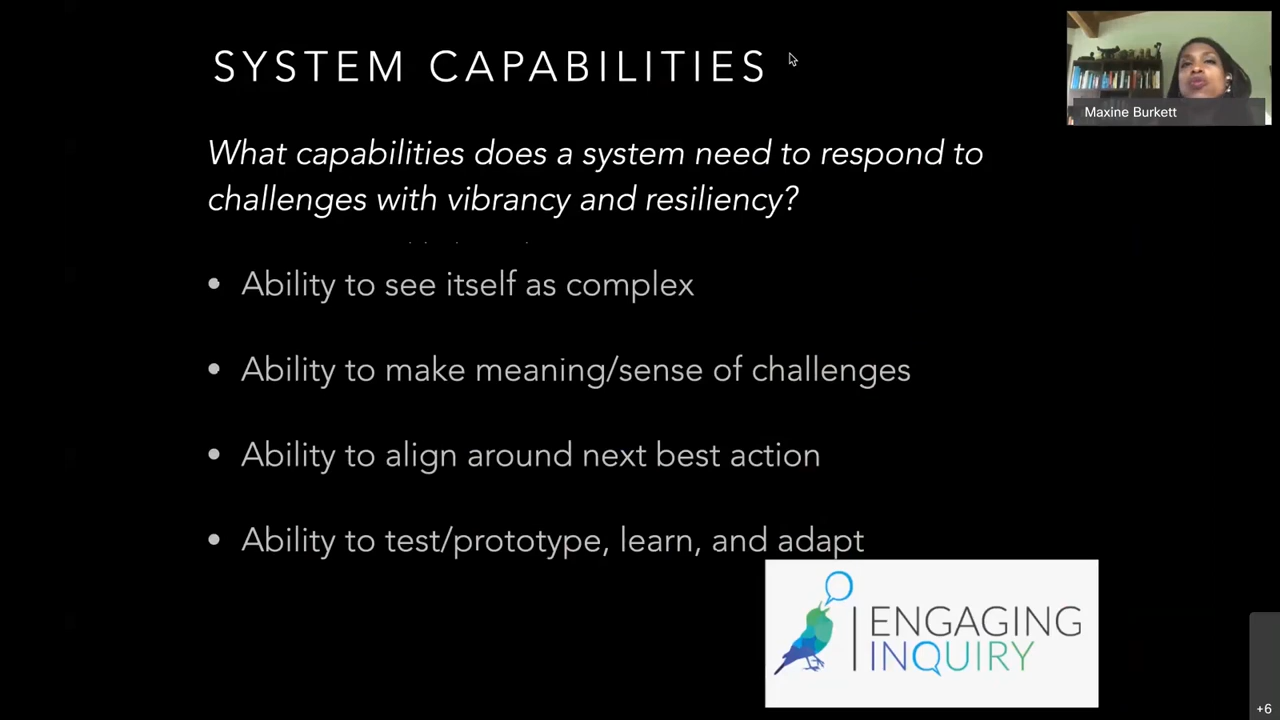 SYSTEM CAPABILITIES
Maxine Burkett
What capabilities does a system need to respond to
challenges with vibrancy and resiliency?
• Ability to see itself as complex
• Ability to make meaning/sense of challenges
• Ability to align around next best action
• Ability to test/prototype, learn, and adapt
ENGAGING
INQUIRY
+6